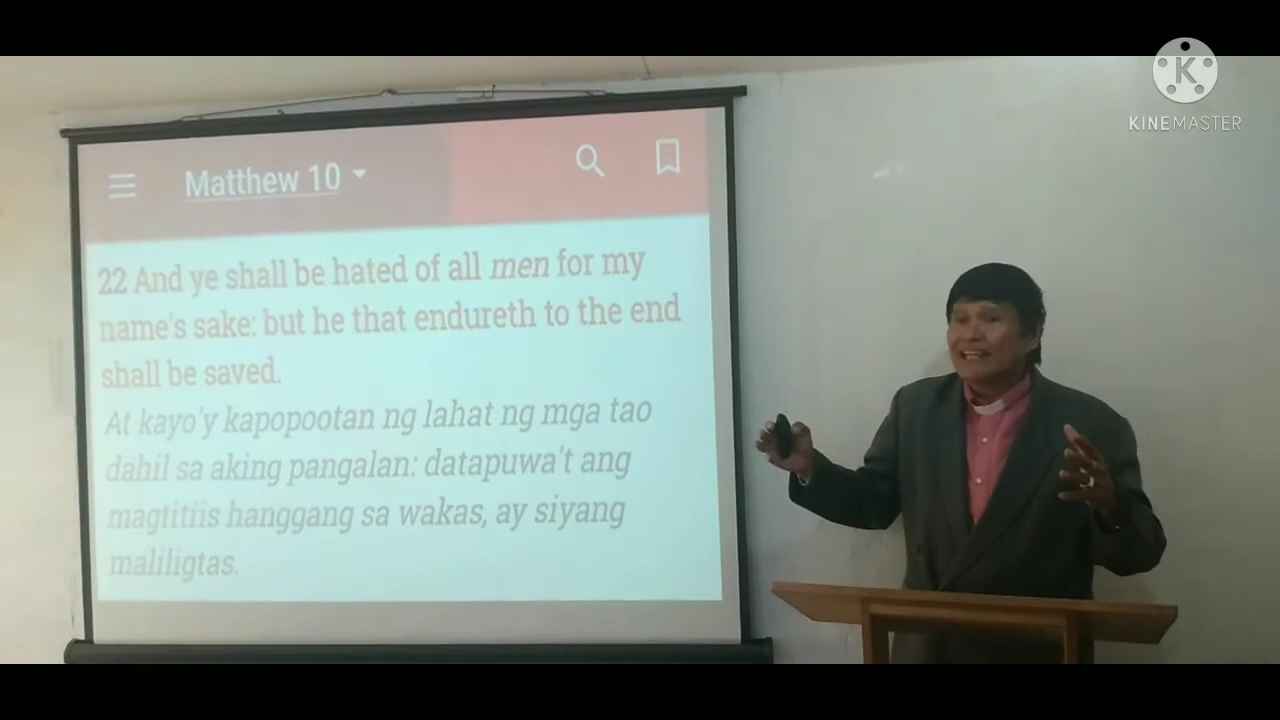 Matthew 10
22 And ye shall be hated of all men for my
name's sake: but he that endureth to the end
shall be saved.
At kayo'y kapopootan ng lahat ng mga tao
dahil sa aking pangalan: datapuwa't ang
magtitiis hanggang sa wakas, ay siyang
maliligtas.
K
KINEMASTER